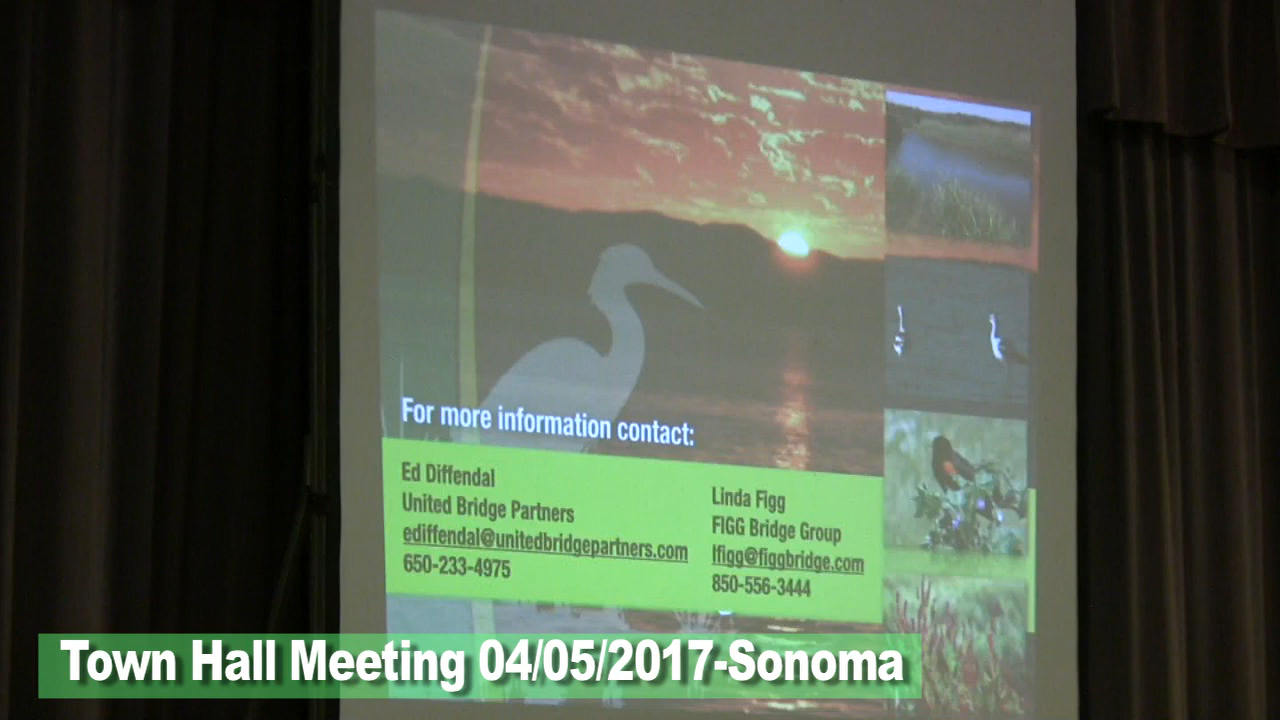 For more information contact:
Ed Diffendal
United Bridge Partners
ediffendal@unitedbridgepartners.com
650-233-4975
Linda Figg
FIGG Bridge Group
lfigg@figgbridge.com
850-556-3444
Town Hall Meeting 04/05/2017-Sonoma